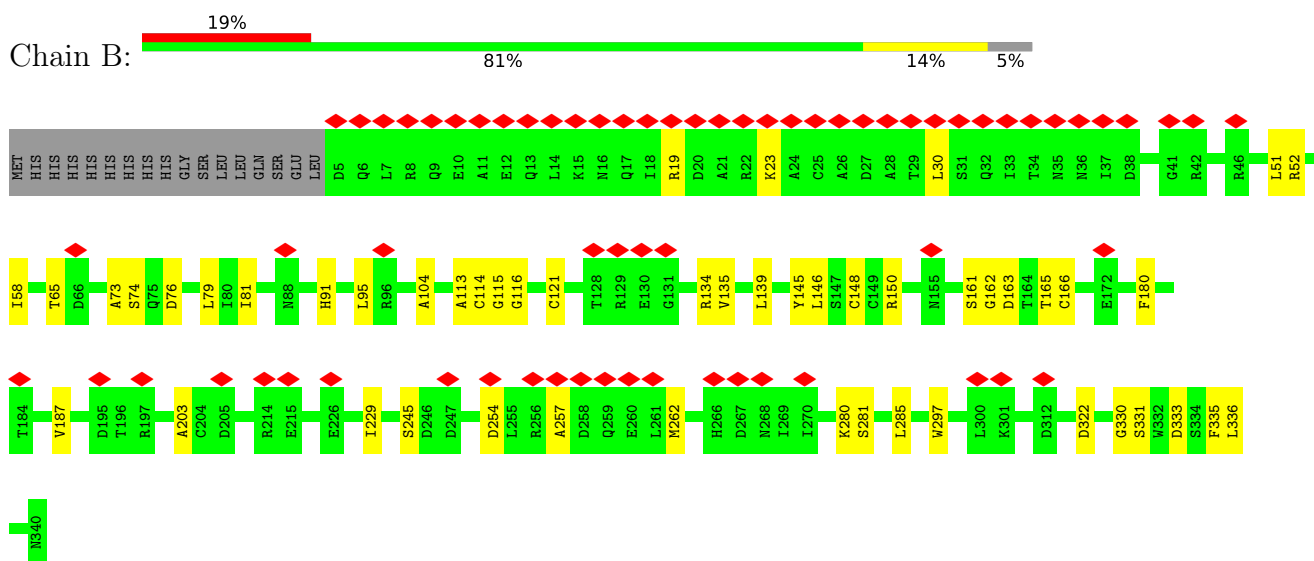 19%
Chain B:
81% 14% 5%
MET HIS HIS HIS HIS HIS HIS HIS HIS GLY SER LEU LEU GLN SER GLU LEU D5 Q6 L7 R8 Q9 E10 A11 E12 Q13 L14 K15 N16 Q17 I18 R19 D20 A21 R22 K23 A24 C25 A26 D27 A28 T29 L30 S31 Q32 I33 T34 N35 N36 I37 D38 G41 R42 R46 L51 R52
I58 T65 D66 A73 S74 Q75 D76 L79 I80 I81 N88 H91 L95 R96 A104 A113 C114 G115 G116 C121 T128 R129 E130 G131 R134 V135 L139 Y145 L146 S147 C148 C149 R150 N155 S161 G162 D163 T164 T165 C166 E172 F180
T184 V187 D195 T196 R197 A203 C204 D205 R214 E215 E226 I229 S245 D246 D247 D254 L255 R256 A257 D258 Q259 E260 L261 M262 H266 D267 N268 I269 I270 K280 S281 L285 W297 L300 K301 D312 D322 G330 S331 W332 D333 S334 F335 L336
N340